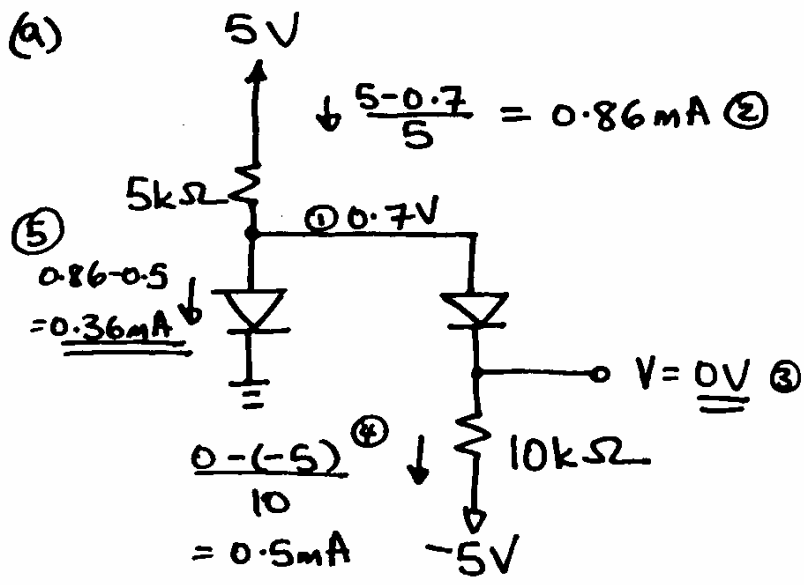 (a)
5V
↓ 5-0.7 / 5 = 0.86mA ②
5kΩ
① 0.7V
⑤
0.86-0.5
=0.36mA ↓
V = 0V ③
0-(-5) / 10 ④ ↓
= 0.5mA
10kΩ
-5V